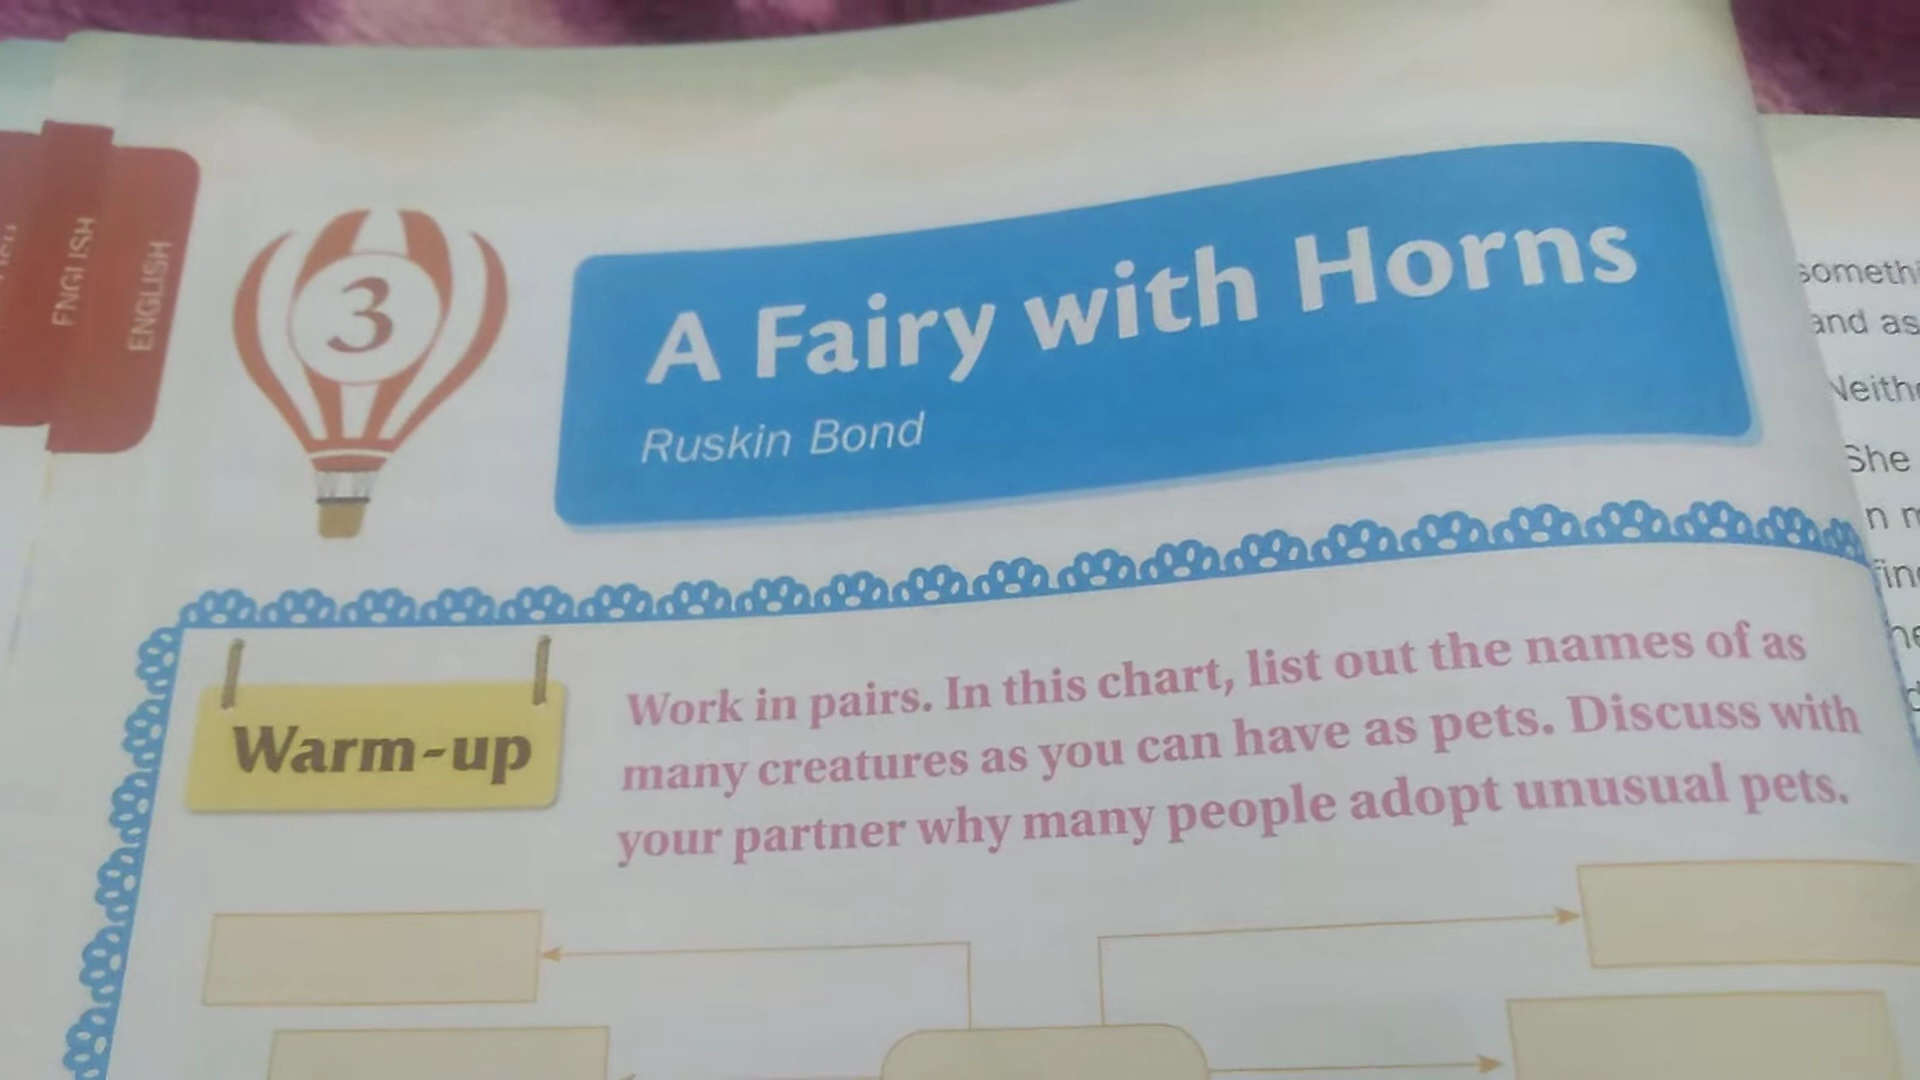 ENGLISH
ENGLISH
3
A Fairy with Horns
Ruskin Bond
Warm-up
Work in pairs. In this chart, list out the names of as
many creatures as you can have as pets. Discuss with
your partner why many people adopt unusual pets.
and as
She